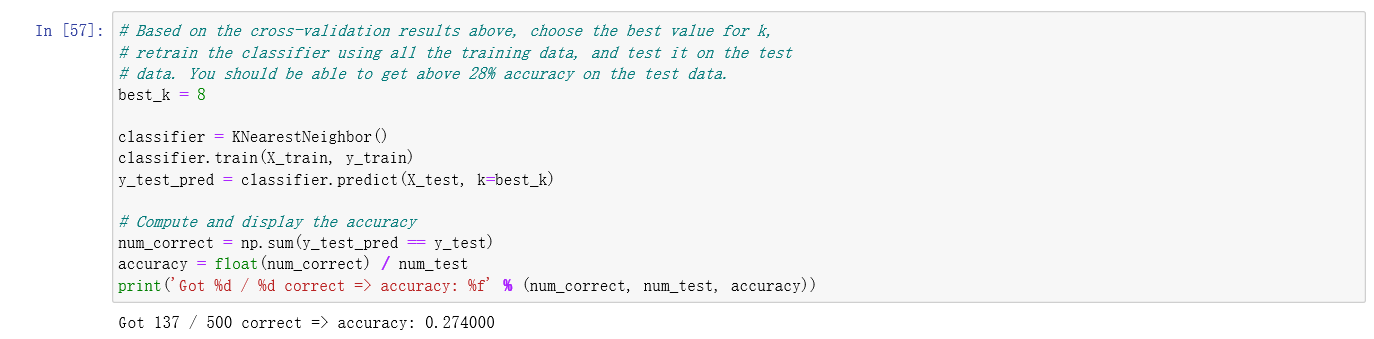 In [57]: # Based on the cross-validation results above, choose the best value for k,
# retrain the classifier using all the training data, and test it on the test
# data. You should be able to get above 28% accuracy on the test data.
best_k = 8
classifier = KNearestNeighbor()
classifier.train(X_train, y_train)
y_test_pred = classifier.predict(X_test, k=best_k)
# Compute and display the accuracy
num_correct = np.sum(y_test_pred == y_test)
accuracy = float(num_correct) / num_test
print('Got %d / %d correct => accuracy: %f' % (num_correct, num_test, accuracy))
Got 137 / 500 correct => accuracy: 0.274000